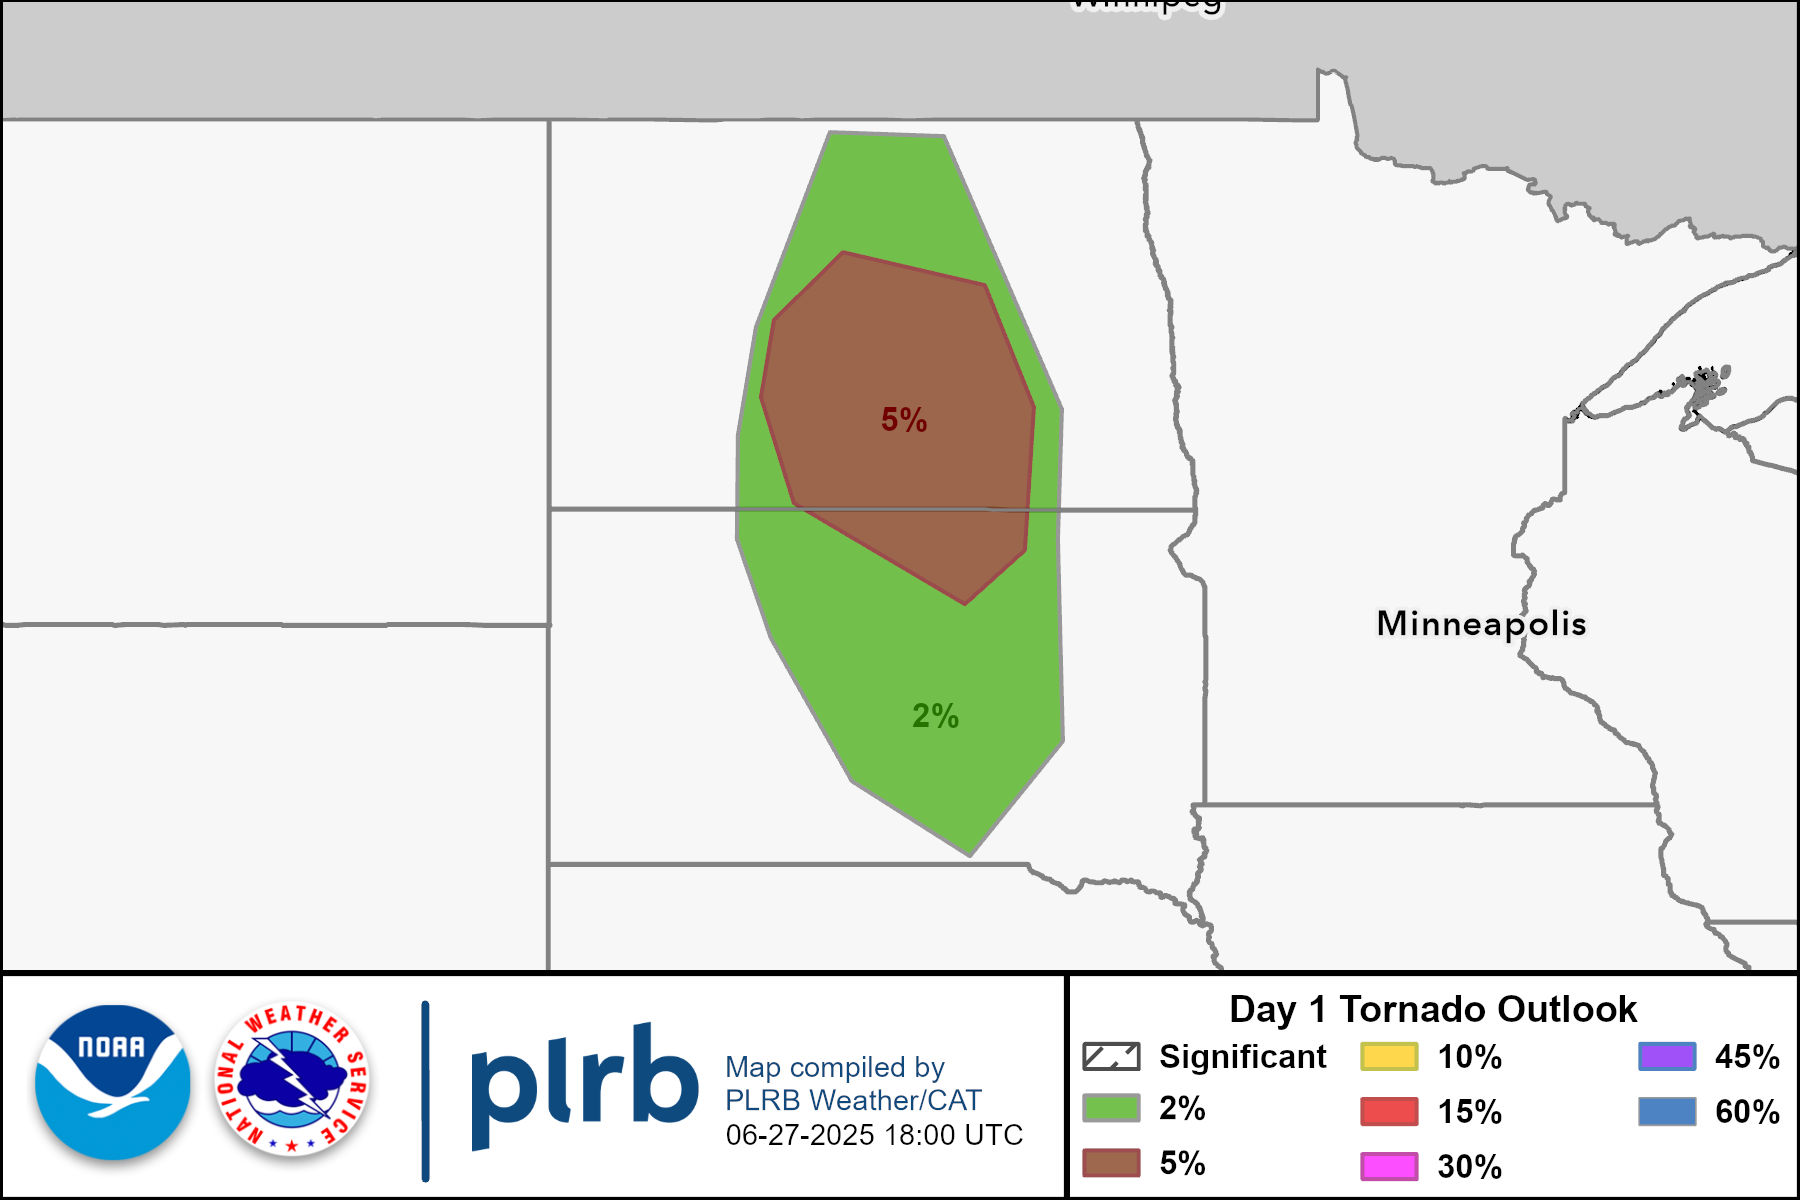 Winnipeg
5%
Minneapolis
2%
NOAA
NATIONAL WEATHER SERVICE
plrb
Map compiled by
PLRB Weather/CAT
06-27-2025 18:00 UTC
Day 1 Tornado Outlook
Significant
2%
5%
10%
15%
30%
45%
60%